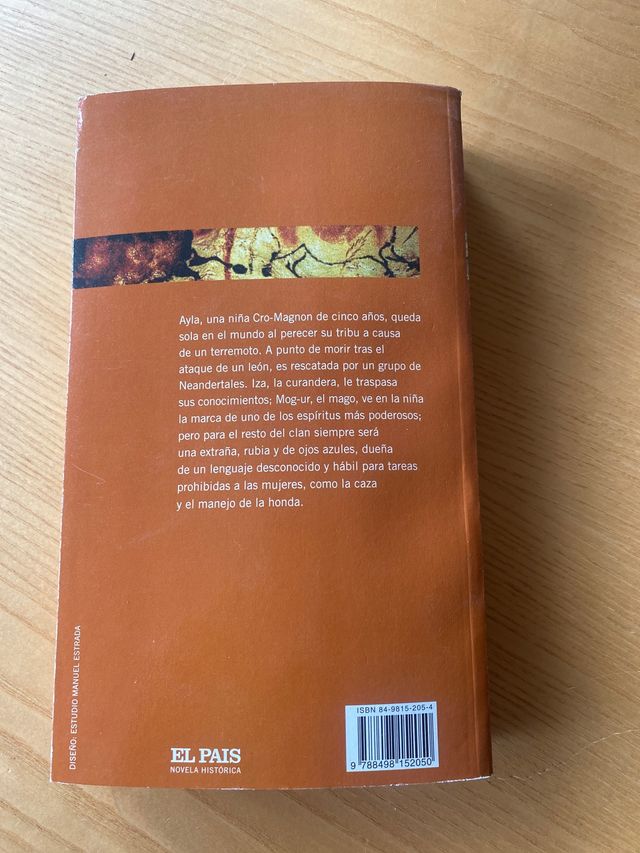 Ayla, una niña Cro-Magnon de cinco años, queda
sola en el mundo al perecer su tribu a causa
de un terremoto. A punto de morir tras el
ataque de un león, es rescatada por un grupo de
Neandertales. Iza, la curandera, le traspasa
sus conocimientos; Mog-ur, el mago, ve en la niña
la marca de uno de los espíritus más poderosos;
pero para el resto del clan siempre será
una extraña, rubia y de ojos azules, dueña
de un lenguaje desconocido y hábil para tareas
prohibidas a las mujeres, como la caza
y el manejo de la honda.
DISEÑO: ESTUDIO MANUEL ESTRADA
EL PAIS
NOVELA HISTÓRICA
ISBN 84-9815-205-4
9 788498 152050